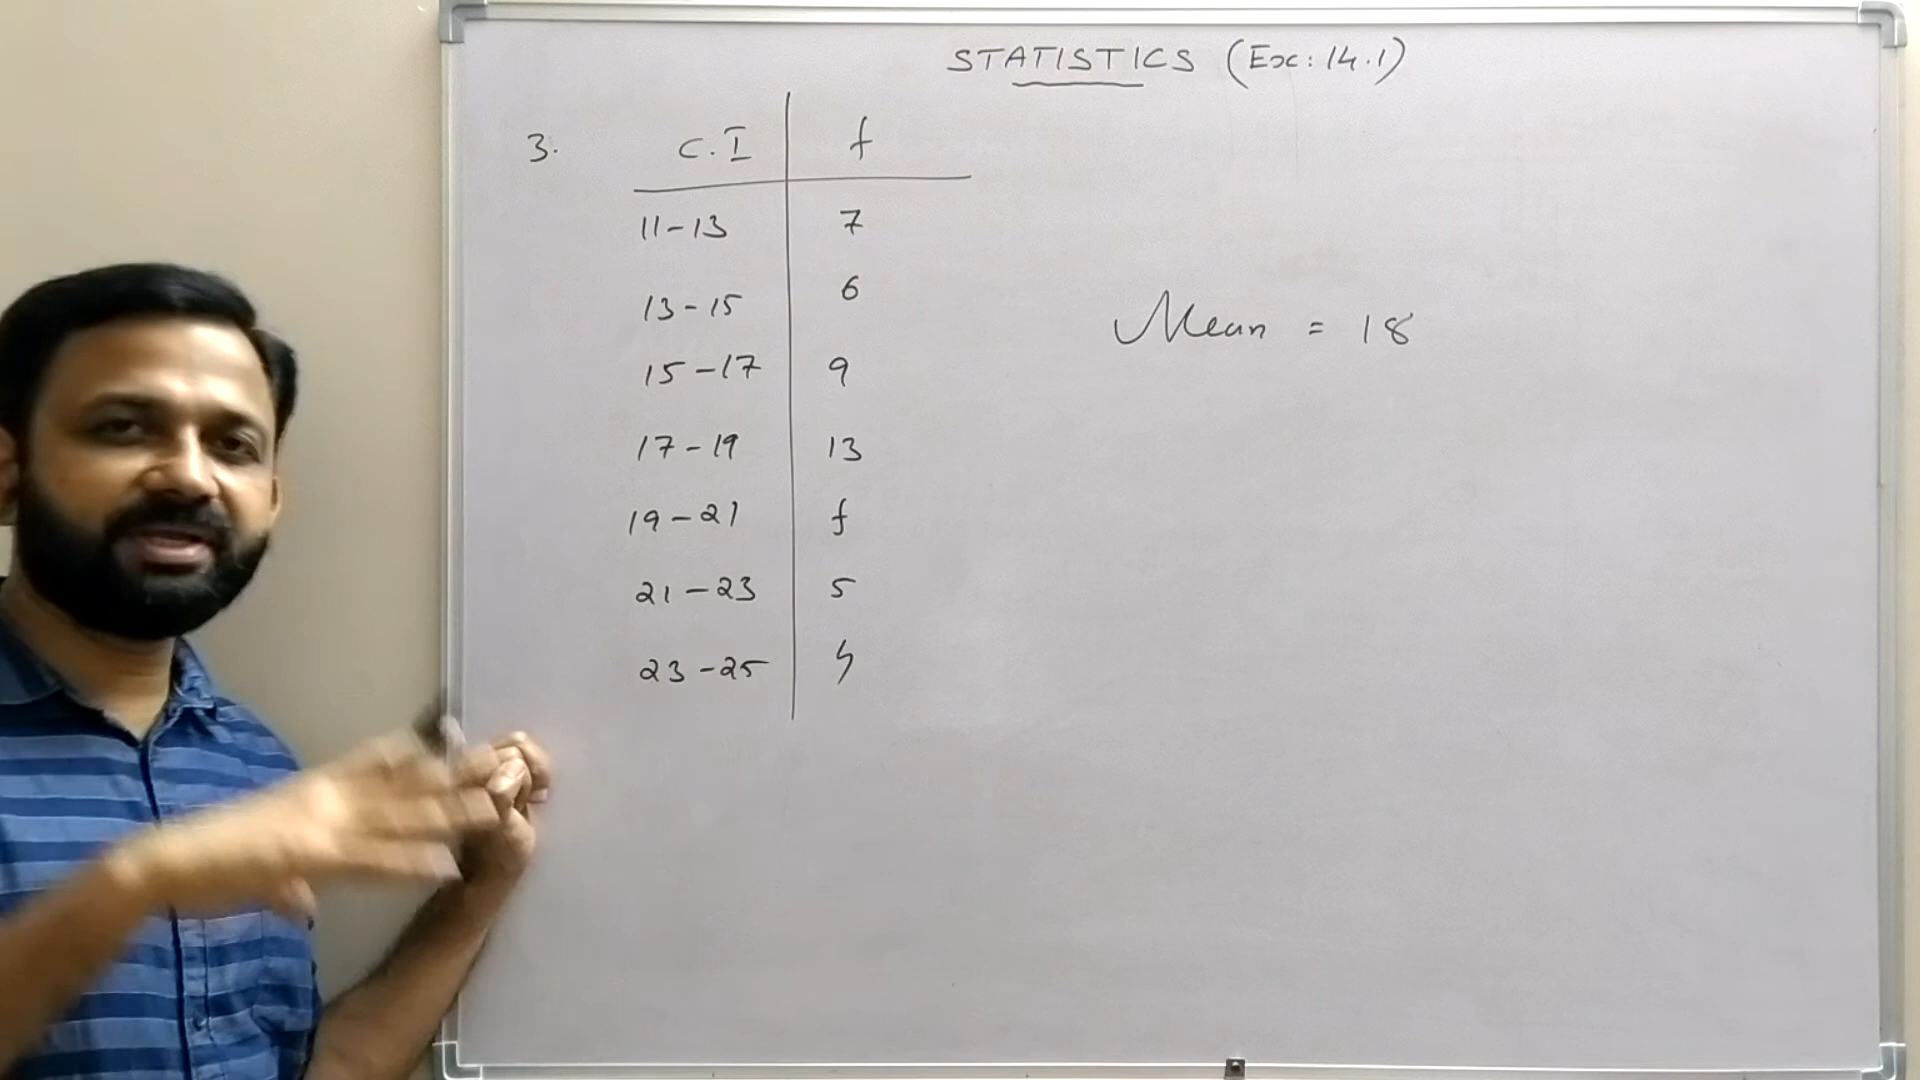 STATISTICS (Ex: 14.1)
3. C.I f
11-13 7
13-15 6
Mean = 18
15-17 9
17-19 13
19-21 f
21-23 5
23-25 4